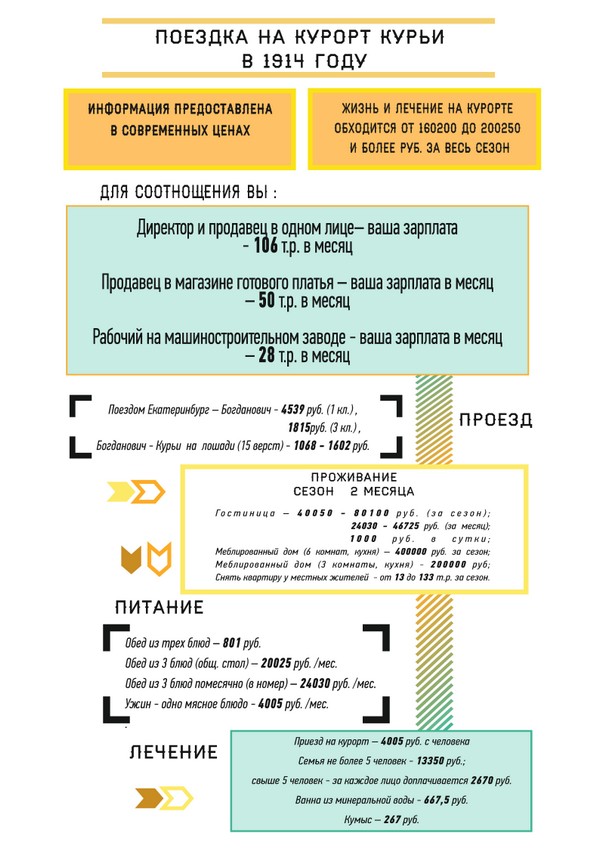 ПОЕЗДКА НА КУРОРТ КУРЬИ
В 1914 ГОДУ
ИНФОРМАЦИЯ ПРЕДОСТАВЛЕНА
В СОВРЕМЕННЫХ ЦЕНАХ
ЖИЗНЬ И ЛЕЧЕНИЕ НА КУРОРТЕ
ОБХОДИТСЯ ОТ 160200 ДО 200250
И БОЛЕЕ РУБ. ЗА ВЕСЬ СЕЗОН
ДЛЯ СООТНОЩЕНИЯ ВЫ :
Директор и продавец в одном лице– ваша зарплата
- 106 т.р. в месяц
Продавец в магазине готового платья – ваша зарплата в месяц
– 50 т.р. в месяц
Рабочий на машиностроительном заводе - ваша зарплата в месяц
– 28 т.р. в месяц
Поездом Екатеринбург – Богданович - 4539 руб. (1 кл.) ,
1815руб. (3 кл.) ,
Богданович - Курьи на лошади (15 верст) - 1068 - 1602 руб.
ПРОЕЗД
ПРОЖИВАНИЕ
СЕЗОН 2 МЕСЯЦА
Гостиница – 40050 - 80100 руб. (за сезон);
24030 - 46725 руб. (за месяц);
1000 руб. в сутки;
Меблированный дом (6 комнат, кухня) – 400000 руб. за сезон;
Меблированный дом (3 комнаты, кухня) - 200000 руб;
Снять квартиру у местных жителей - от 13 до 133 т.р. за сезон.
ПИТАНИЕ
Обед из трех блюд – 801 руб.
Обед из 3 блюд (общ. стол) – 20025 руб. /мес.
Обед из 3 блюд помесячно (в номер) – 24030 руб. /мес.
Ужин - одно мясное блюдо - 4005 руб. /мес.
ЛЕЧЕНИЕ
Приезд на курорт – 4005 руб. с человека
Семья не более 5 человек - 13350 руб.;
свыше 5 человек - за каждое лицо доплачивается 2670 руб.
Ванна из минеральной воды - 667,5 руб.
Кумыс – 267 руб.